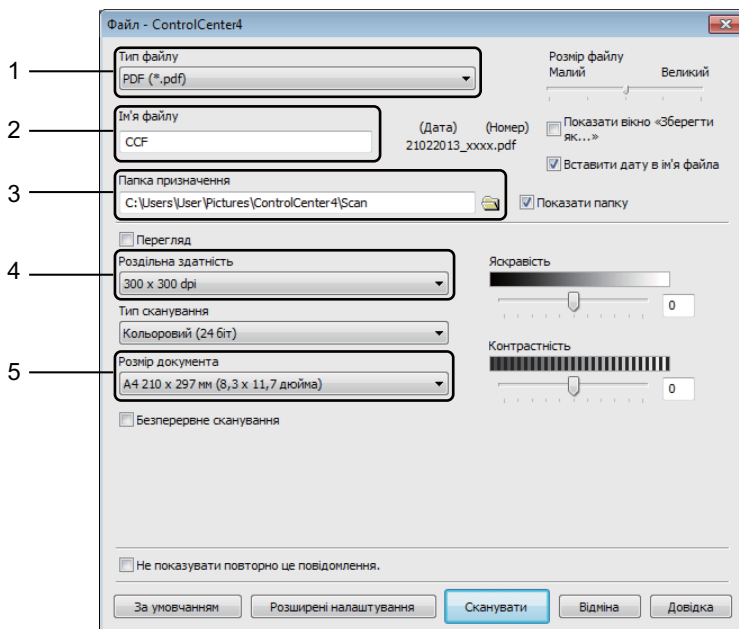 Файл - ControlCenter4
1
Тип файлу
PDF (*.pdf)
Розмір файлу
Малий Великий
2
Ім'я файлу
CCF
(Дата) (Номер)
21022013_xxxx.pdf
Показати вікно «Зберегти
як...»
Вставити дату в ім'я файла
3
Папка призначення
C:\Users\User\Pictures\ControlCenter4\Scan
Показати папку
Перегляд
4
Роздільна здатність
300 x 300 dpi
Яскравість
0
Тип сканування
Кольоровий (24 біт)
Контрастність
0
5
Розмір документа
A4 210 x 297 мм (8,3 x 11,7 дюйма)
Безперервне сканування
Не показувати повторно це повідомлення.
За умовчанням Розширені налаштування Сканувати Відміна Довідка